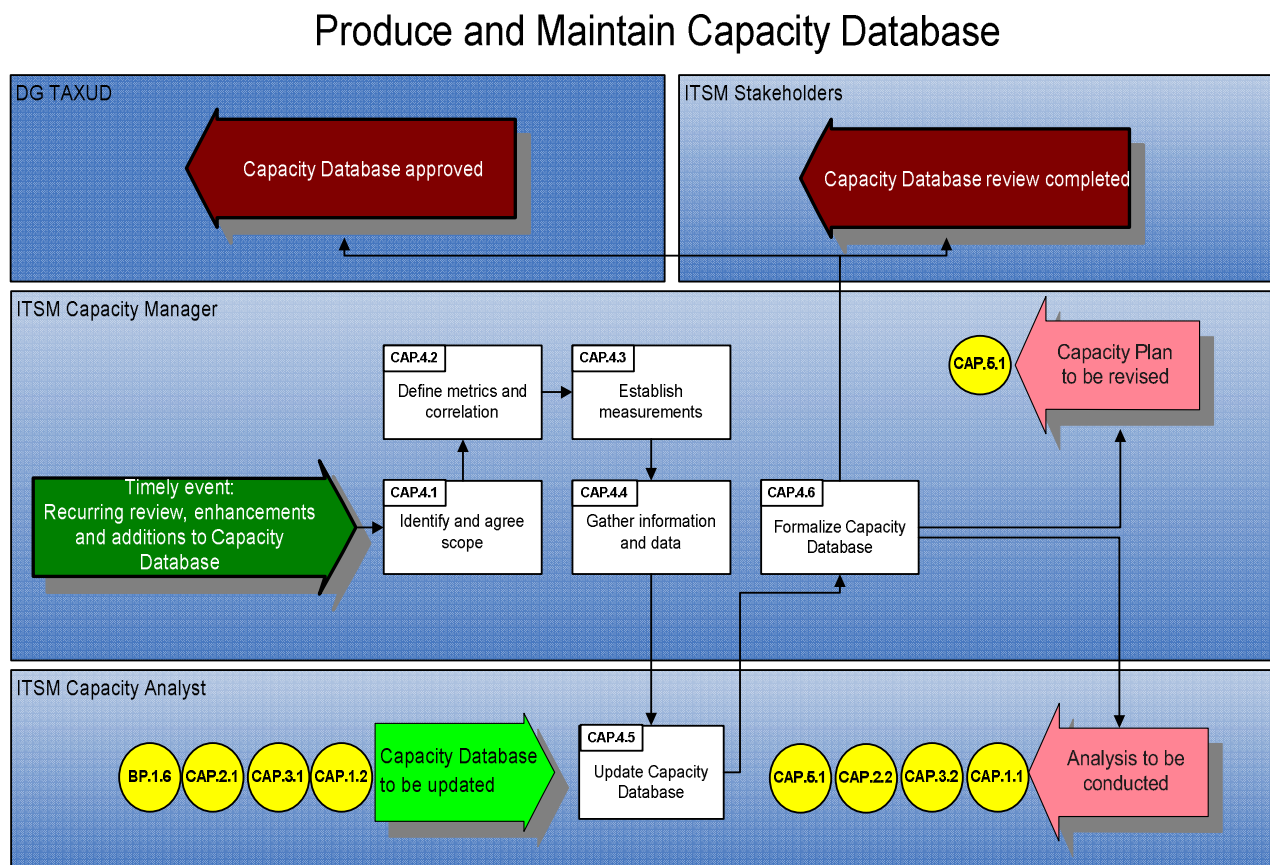 Produce and Maintain Capacity Database
DG TAXUD
Capacity Database approved
ITSM Stakeholders
Capacity Database review completed
ITSM Capacity Manager
CAP.4.2
Define metrics and
correlation
CAP.4.3
Establish
measurements
CAP.5.1
Capacity Plan
to be revised
Timely event:
Recurring review, enhancements
and additions to Capacity
Database
CAP.4.1
Identify and agree
scope
CAP.4.4
Gather information
and data
CAP.4.6
Formalize Capacity
Database
ITSM Capacity Analyst
BP.1.6
CAP.2.1
CAP.3.1
CAP.1.2
Capacity Database
to be updated
CAP.4.5
Update Capacity
Database
CAP.5.1
CAP.2.2
CAP.3.2
CAP.1.1
Analysis to be
conducted